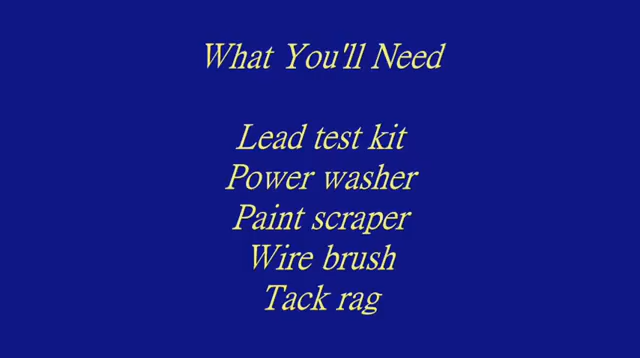 What You'll Need
Lead test kit
Power washer
Paint scraper
Wire brush
Tack rag